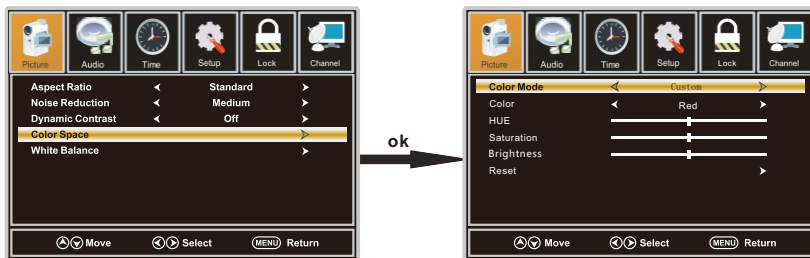 Picture Audio Time Setup Lock Channel
Aspect Ratio Standard
Noise Reduction Medium
Dynamic Contrast Off
Color Space
White Balance
Move Select MENU Return
ok
Picture Audio Time Setup Lock Channel
Color Mode Custom
Color Red
HUE
Saturation
Brightness
Reset
Move Select MENU Return